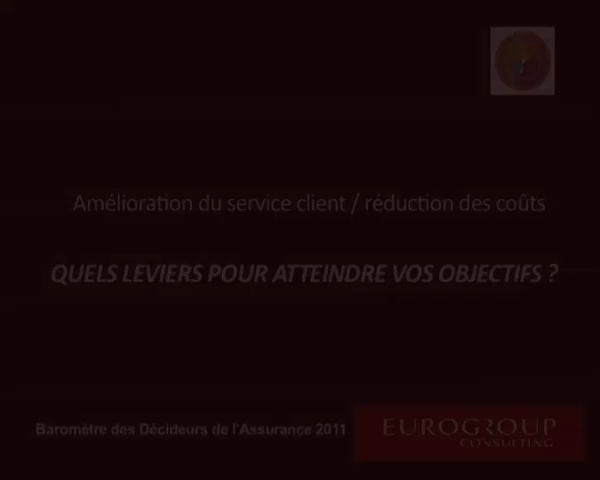 Amélioration du service client / réduction des coûts
QUELS LEVIERS POUR ATTEINDRE VOS OBJECTIFS ?
Baromètre des Décideurs de l'Assurance 2011
EUROGROUP
CONSULTING